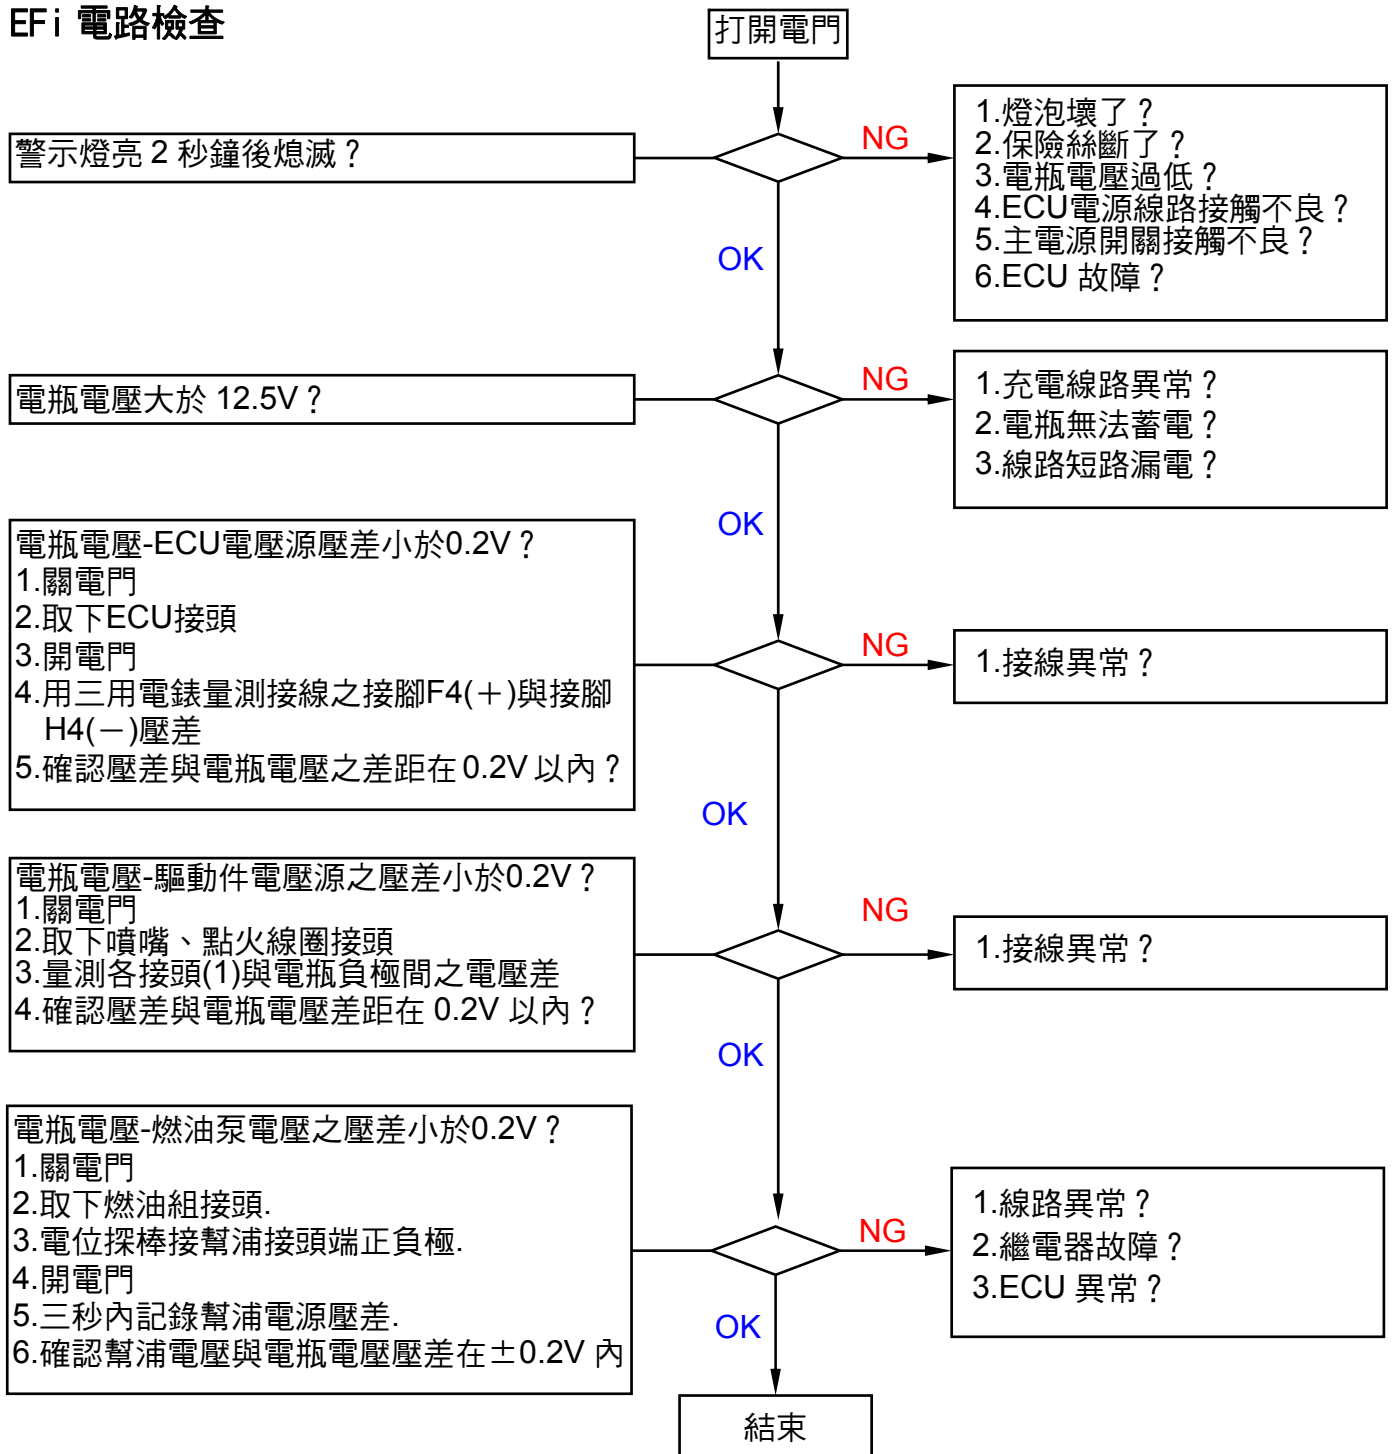 EFi 電路檢查
打開電門
警示燈亮 2 秒鐘後熄滅？
NG
1.燈泡壞了？
2.保險絲斷了？
3.電瓶電壓過低？
4.ECU電源線路接觸不良？
5.主電源開關接觸不良？
6.ECU 故障？
OK
電瓶電壓大於 12.5V？
NG
1.充電線路異常？
2.電瓶無法蓄電？
3.線路短路漏電？
OK
電瓶電壓-ECU電壓源壓差小於0.2V？
1.關電門
2.取下ECU接頭
3.開電門
4.用三用電錶量測接線之接腳F4(＋)與接腳
H4(－)壓差
5.確認壓差與電瓶電壓之差距在 0.2V 以內？
NG
1.接線異常？
OK
電瓶電壓-驅動件電壓源之壓差小於0.2V？
1.關電門
2.取下噴嘴、點火線圈接頭
3.量測各接頭(1)與電瓶負極間之電壓差
4.確認壓差與電瓶電壓差距在 0.2V 以內？
NG
1.接線異常？
OK
電瓶電壓-燃油泵電壓之壓差小於0.2V？
1.關電門
2.取下燃油組接頭.
3.電位探棒接幫浦接頭端正負極.
4.開電門
5.三秒內記錄幫浦電源壓差.
6.確認幫浦電壓與電瓶電壓壓差在±0.2V 內
NG
1.線路異常？
2.繼電器故障？
3.ECU 異常？
OK
結束